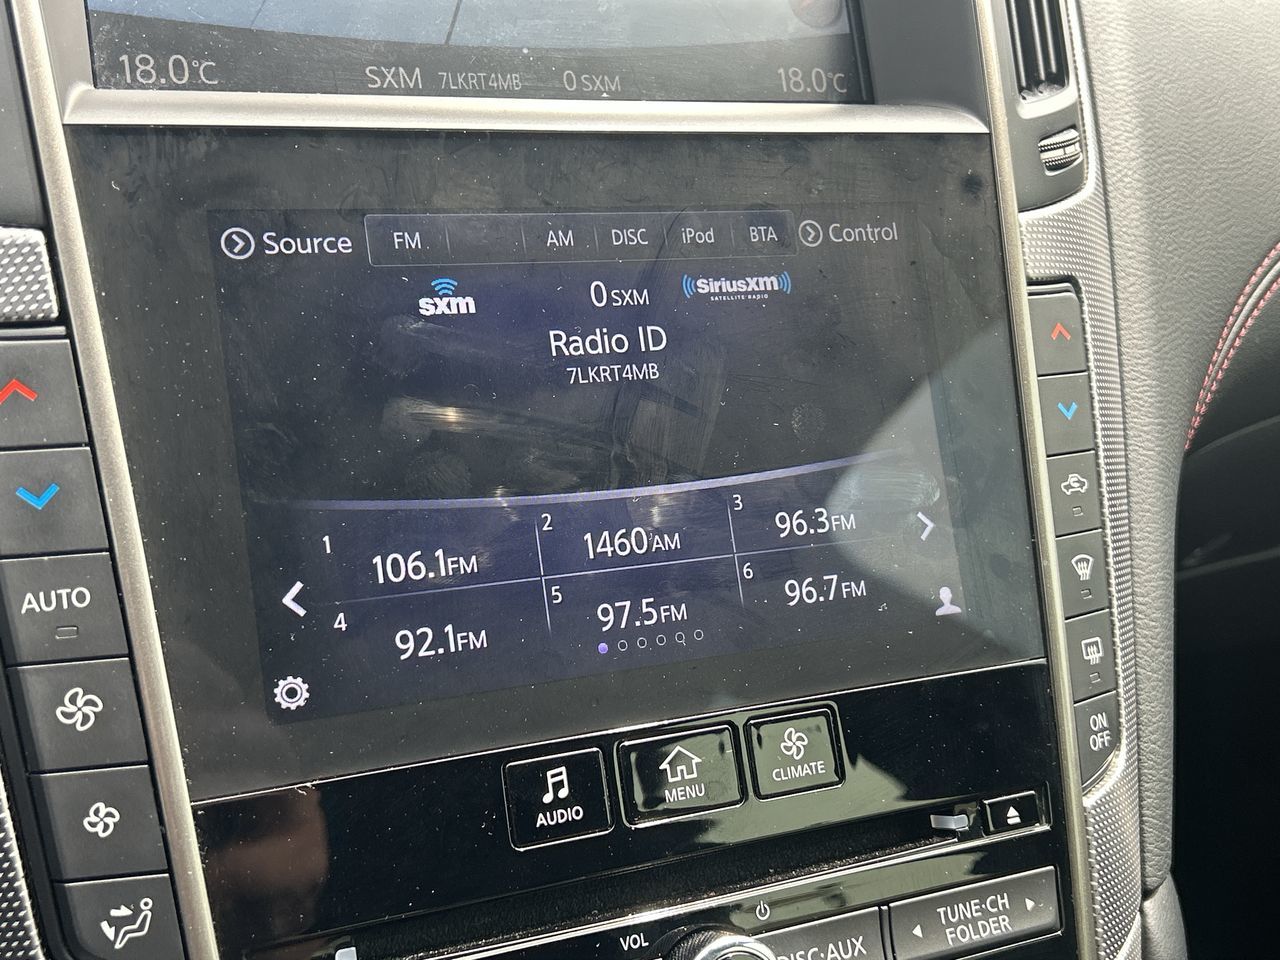 18.0°C SXM 7LKRT4MB 0 SXM 18.0°C
Source FM AM DISC iPod BTA Control
sxm 0 SXM SiriusXM
SATELLITE RADIO
Radio ID
7LKRT4MB
1 106.1FM 2 1460AM 3 96.3FM
4 92.1FM 5 97.5FM 6 96.7FM
AUTO
ON
OFF
AUDIO MENU CLIMATE
VOL DISC·AUX TUNE·CH
FOLDER